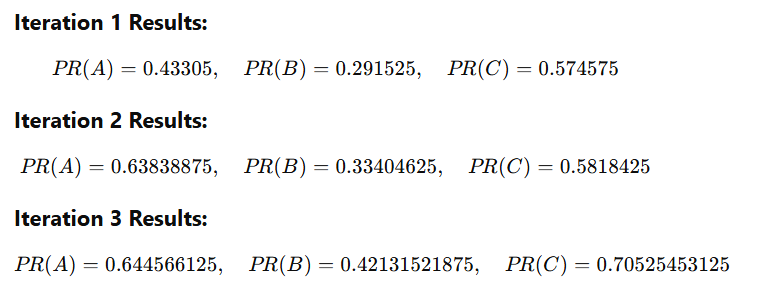 Iteration 1 Results:
PR(A) = 0.43305, PR(B) = 0.291525, PR(C) = 0.574575
Iteration 2 Results:
PR(A) = 0.63838875, PR(B) = 0.33404625, PR(C) = 0.5818425
Iteration 3 Results:
PR(A) = 0.644566125, PR(B) = 0.42131521875, PR(C) = 0.70525453125